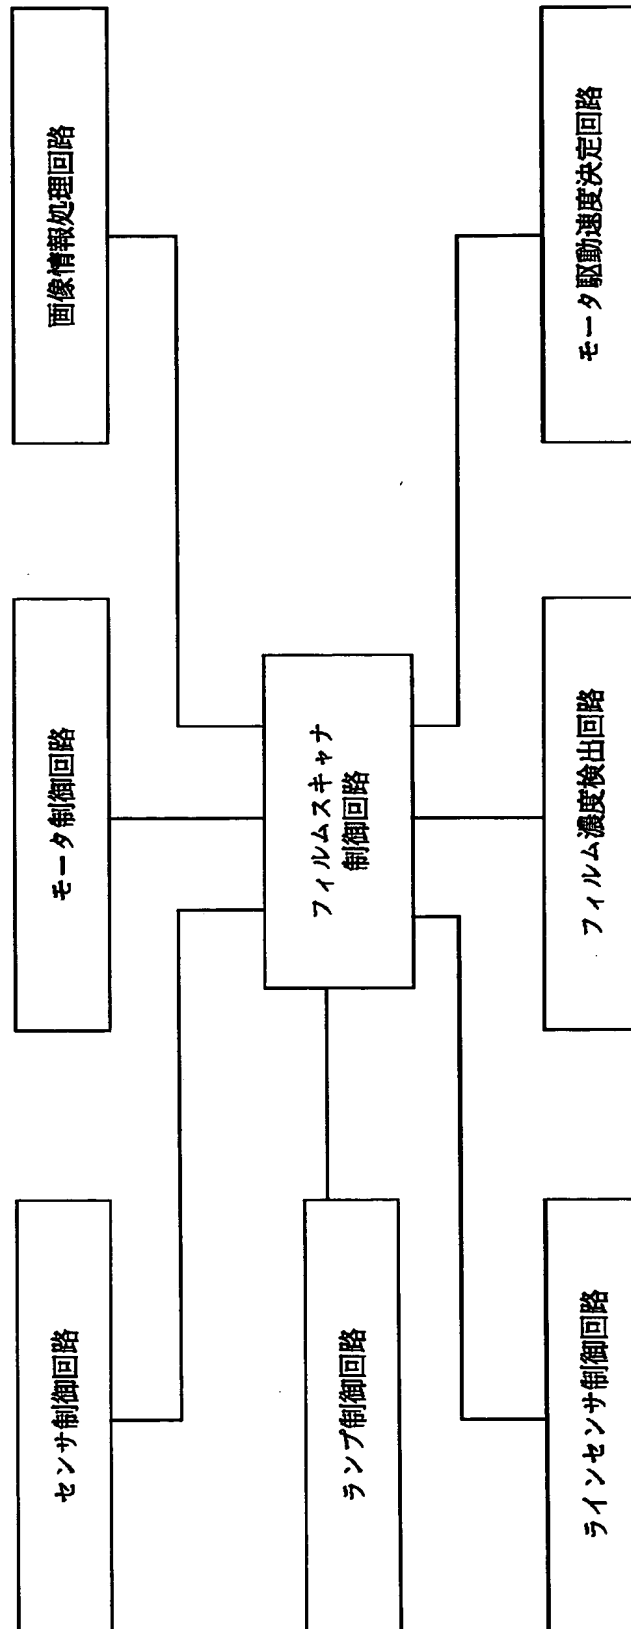 センサ制御回路
モータ制御回路
画像情報処理回路
ランプ制御回路
フィルムスキャナ
制御回路
ラインセンサ制御回路
フィルム濃度検出回路
モータ駆動速度決定回路